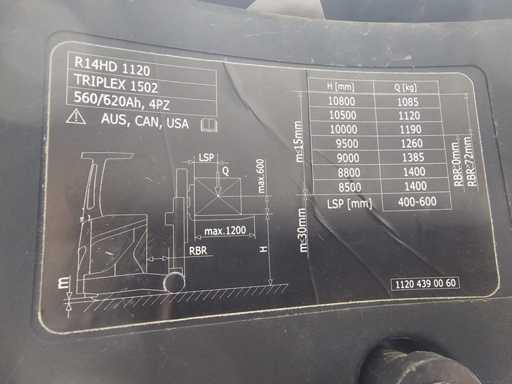 R14HD 1120
TRIPLEX 1502
560/620Ah, 4PZ
AUS, CAN, USA
LSP
Q
max.600
max.1200
H
RBR
m
H [mm] Q [kg]
10800 1085
10500 1120
10000 1190
9500 1260
9000 1385
8800 1400
8500 1400
LSP [mm] 400-600
m:15mm
m:30mm
RBR:0mm
RBR:72mm
1120 439 00 60